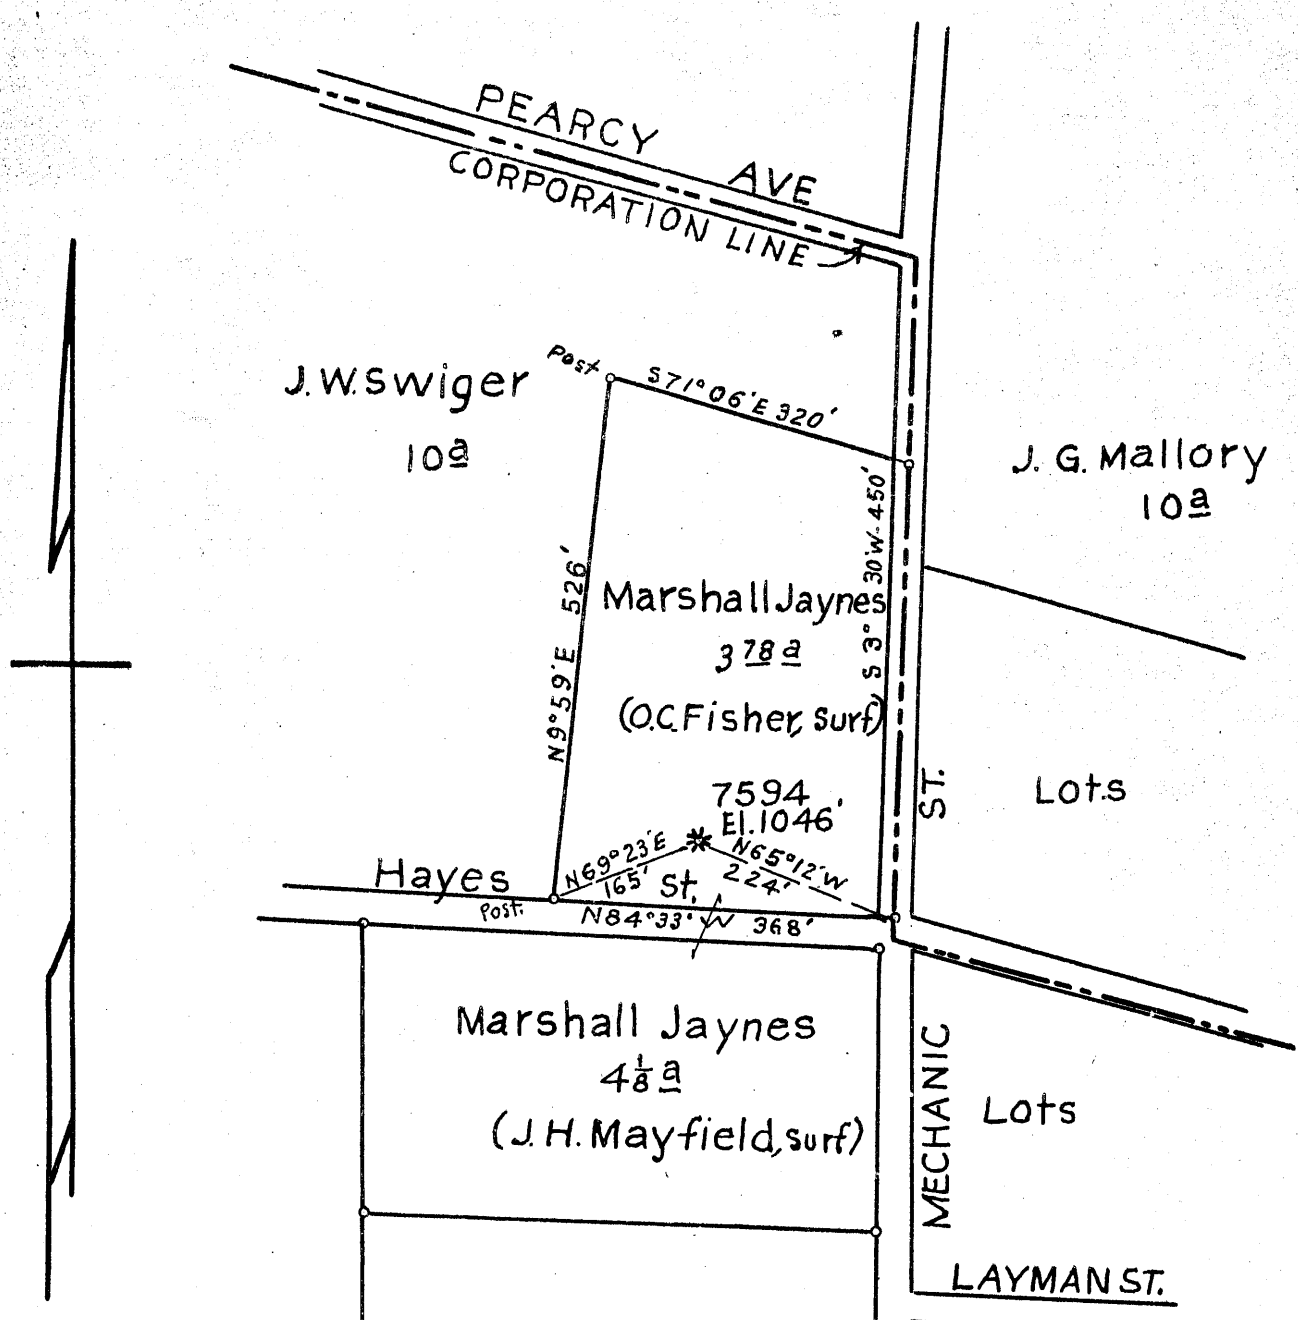 PEARCY AVE
CORPORATION LINE
Post
S71°06'E 320'
J.W.Swiger
10a
J. G. Mallory
10a
N9°59'E 526'
S 3° 30'W-450'
Marshall Jaynes
3 78 a
(O.C.Fisher, Surf)
7594
El.1046'
N69°23'E
165'
N65°12'W
224'
Hayes St.
Post.
N84°33' W 368'
ST.
Lots
Marshall Jaynes
4 1/8 a
(J.H. Mayfield, surf)
MECHANIC
Lots
LAYMAN ST.